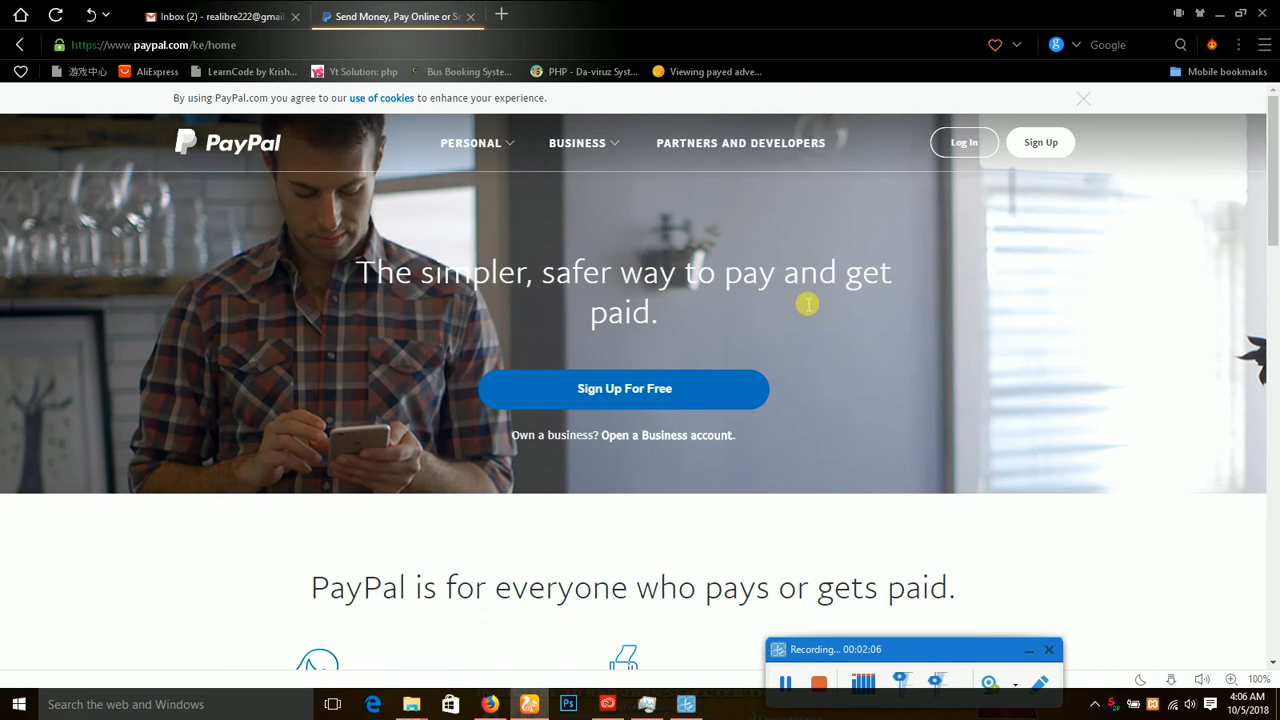 Inbox (2) - realibre222@gmail
Send Money, Pay Online or Se
https://www.paypal.com/ke/home
Google
游戏中心
AliExpress
LearnCode by Krish...
Yt Solution: php
Bus Booking Syste...
PHP - Da-viruz Syst...
Viewing payed adve...
Mobile bookmarks
By using PayPal.com you agree to our use of cookies to enhance your experience.
PayPal
PERSONAL
BUSINESS
PARTNERS AND DEVELOPERS
Log In
Sign Up
The simpler, safer way to pay and get
paid.
Sign Up For Free
Own a business? Open a Business account.
PayPal is for everyone who pays or gets paid.
Recording... 00:02:06
100%
Search the web and Windows
4:06 AM
10/5/2018